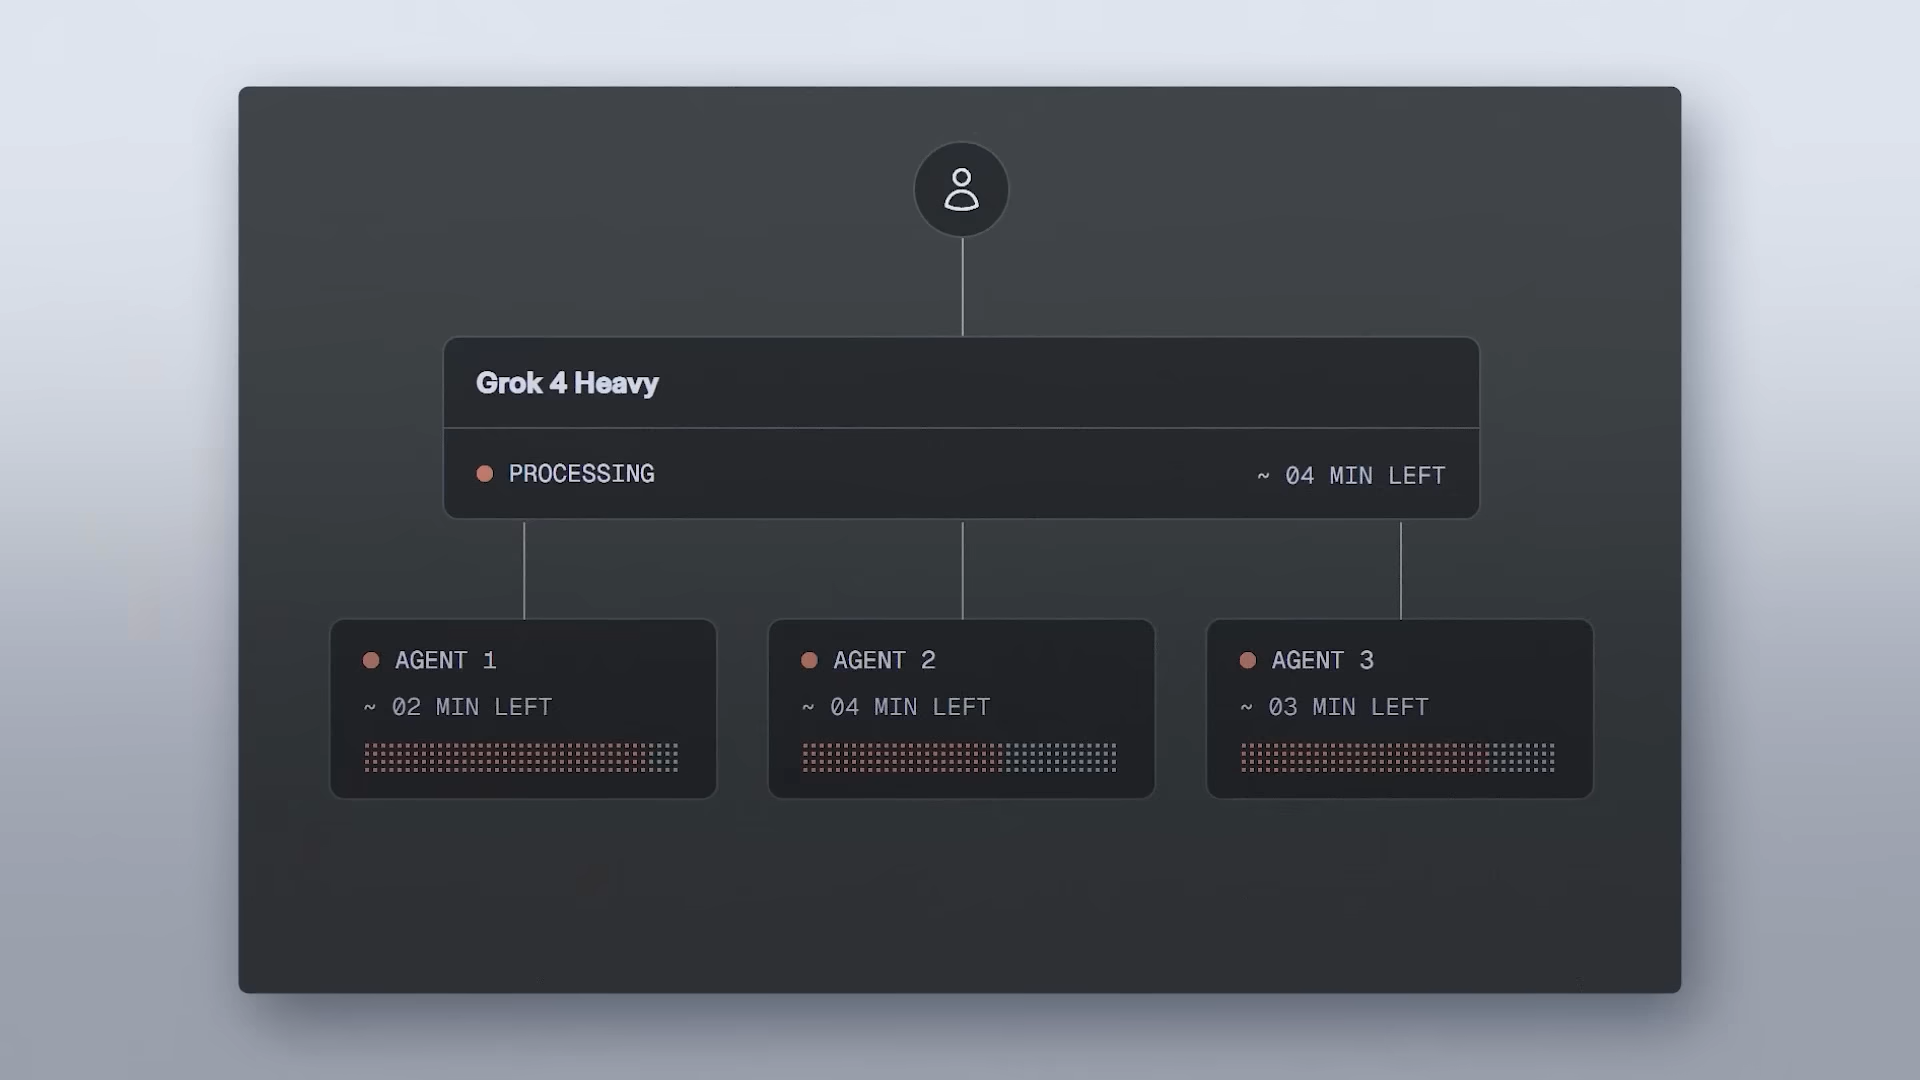 Grok 4 Heavy
PROCESSING
~ 04 MIN LEFT
AGENT 1
~ 02 MIN LEFT
AGENT 2
~ 04 MIN LEFT
AGENT 3
~ 03 MIN LEFT